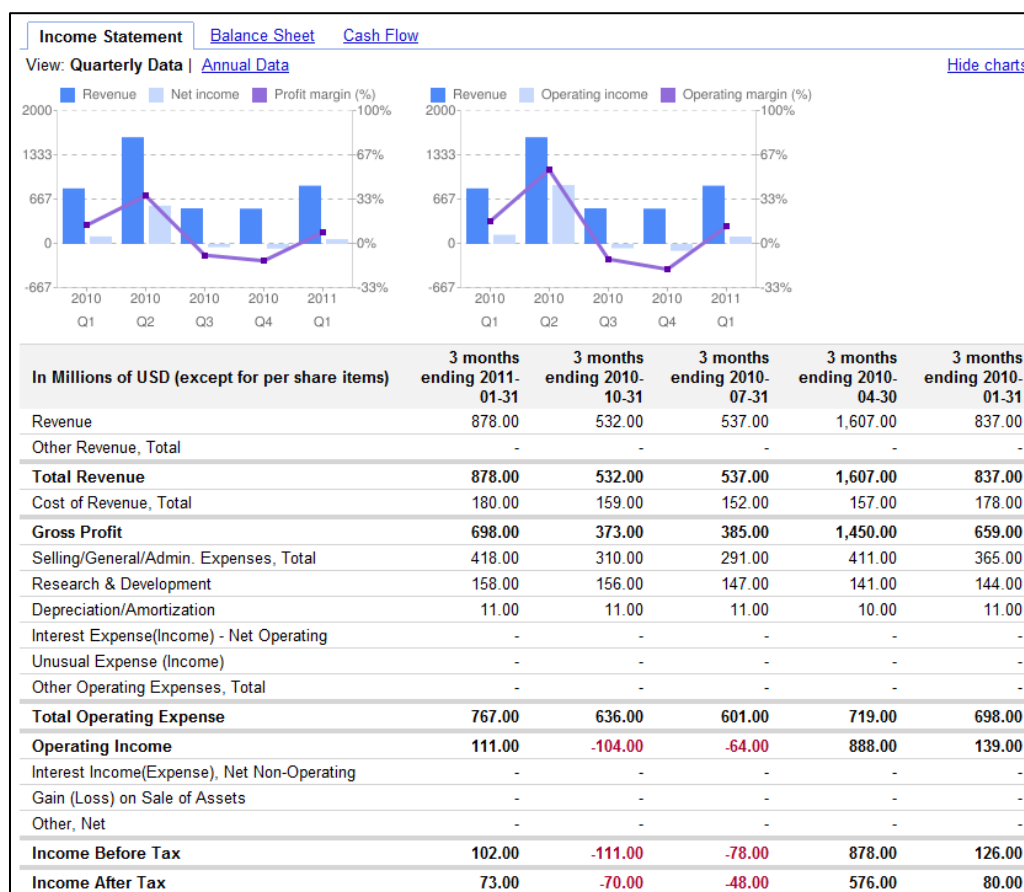 Income Statement Balance Sheet Cash Flow
View: Quarterly Data | Annual Data Hide charts
Revenue Net income Profit margin (%)
2000 100%
1333 67%
667 33%
0 0%
-667 -33%
2010 2010 2010 2010 2011
Q1 Q2 Q3 Q4 Q1
Revenue Operating income Operating margin (%)
2000 100%
1333 67%
667 33%
0 0%
-667 -33%
2010 2010 2010 2010 2011
Q1 Q2 Q3 Q4 Q1
In Millions of USD (except for per share items) 3 months ending 2011-01-31 3 months ending 2010-10-31 3 months ending 2010-07-31 3 months ending 2010-04-30 3 months ending 2010-01-31
Revenue 878.00 532.00 537.00 1,607.00 837.00
Other Revenue, Total - - - - -
Total Revenue 878.00 532.00 537.00 1,607.00 837.00
Cost of Revenue, Total 180.00 159.00 152.00 157.00 178.00
Gross Profit 698.00 373.00 385.00 1,450.00 659.00
Selling/General/Admin. Expenses, Total 418.00 310.00 291.00 411.00 365.00
Research & Development 158.00 156.00 147.00 141.00 144.00
Depreciation/Amortization 11.00 11.00 11.00 10.00 11.00
Interest Expense(Income) - Net Operating - - - - -
Unusual Expense (Income) - - - - -
Other Operating Expenses, Total - - - - -
Total Operating Expense 767.00 636.00 601.00 719.00 698.00
Operating Income 111.00 -104.00 -64.00 888.00 139.00
Interest Income(Expense), Net Non-Operating - - - - -
Gain (Loss) on Sale of Assets - - - - -
Other, Net - - - - -
Income Before Tax 102.00 -111.00 -78.00 878.00 126.00
Income After Tax 73.00 -70.00 -48.00 576.00 80.00